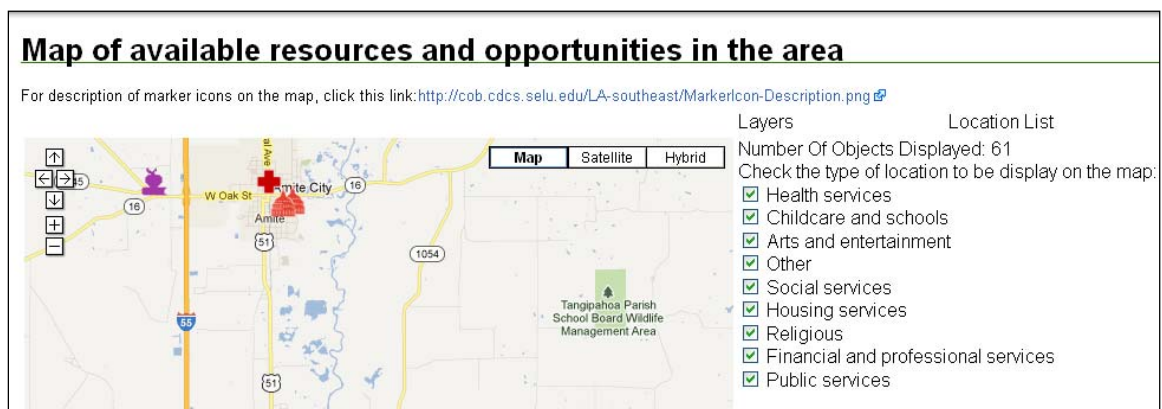 Map of available resources and opportunities in the area
For description of marker icons on the map, click this link:http://cob.cdcs.selu.edu/LA-southeast/MarkerIcon-Description.png
Layers Location List
Number Of Objects Displayed: 61
Check the type of location to be display on the map:
Health services
Childcare and schools
Arts and entertainment
Other
Social services
Housing services
Religious
Financial and professional services
Public services
Map Satellite Hybrid
al Ave
45
16
W Oak St
Amite City
16
Amite
51
1054
55
Tangipahoa Parish
School Board Wildlife
Management Area
51